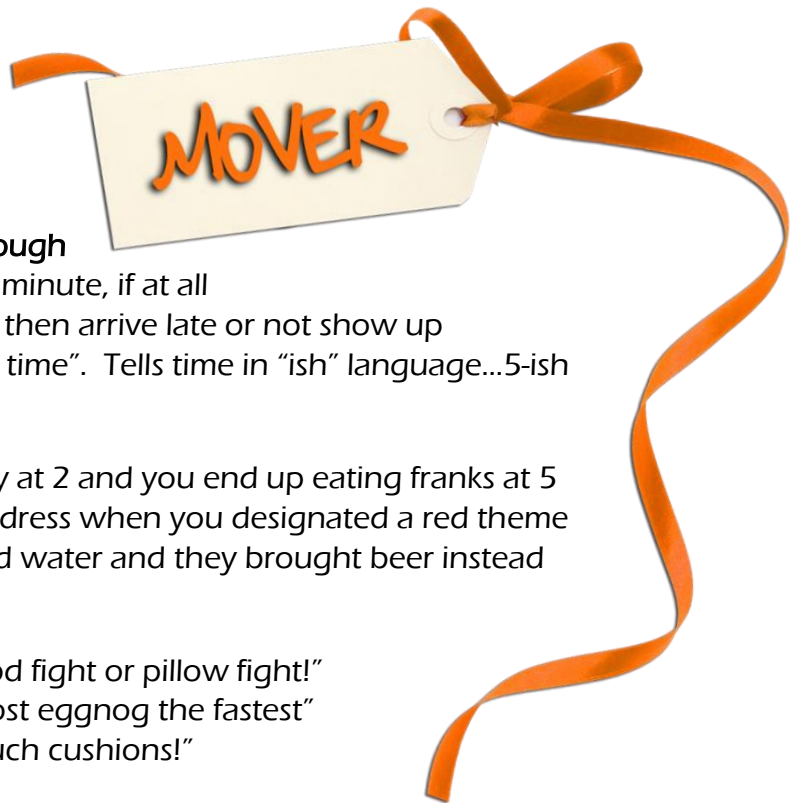 MOVER
ough
minute, if at all
then arrive late or not show up
time”. Tells time in “ish” language...5-ish
y at 2 and you end up eating franks at 5
dress when you designated a red theme
d water and they brought beer instead
od fight or pillow fight!”
ost eggnog the fastest”
uch cushions!”